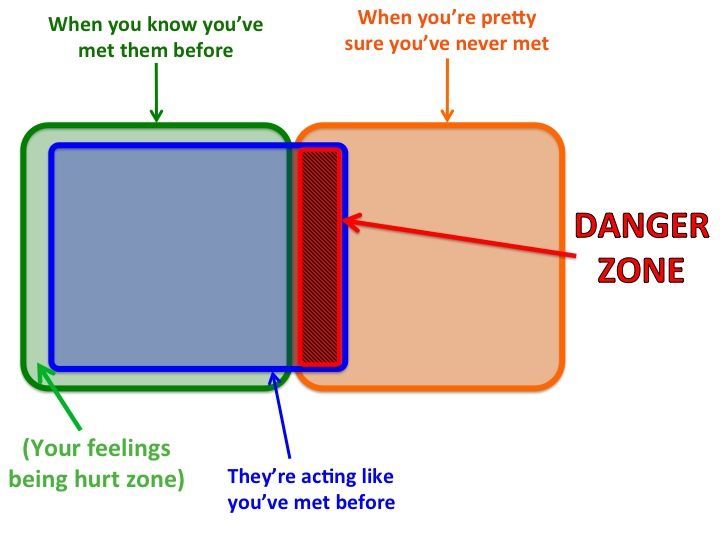 When you know you’ve
met them before
When you’re pretty
sure you’ve never met
DANGER
ZONE
(Your feelings
being hurt zone)
They’re acting like
you’ve met before